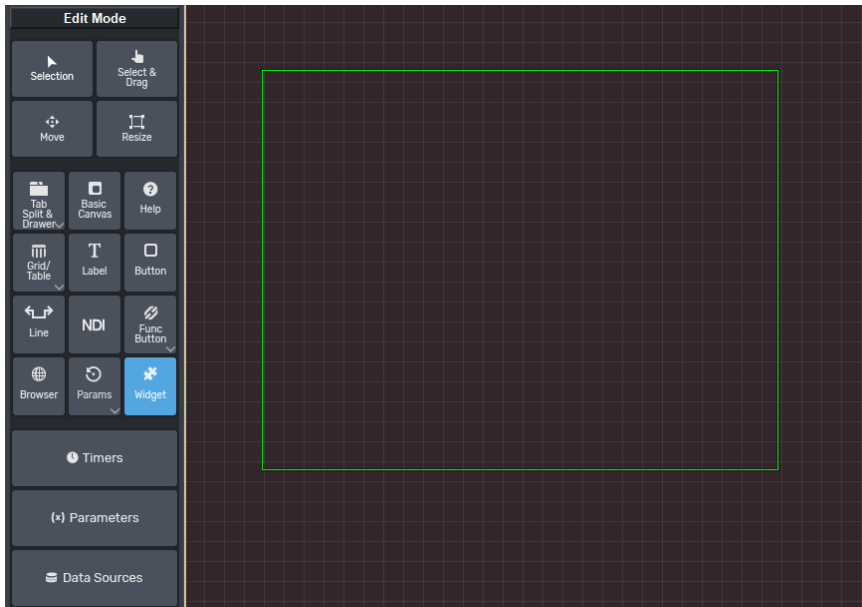 Edit Mode
Selection
Select &
Drag
Move
Resize
Tab
Split &
Drawer
Basic
Canvas
Help
Grid/
Table
Label
Button
Line
NDI
Func
Button
Browser
Params
Widget
Timers
(x) Parameters
Data Sources